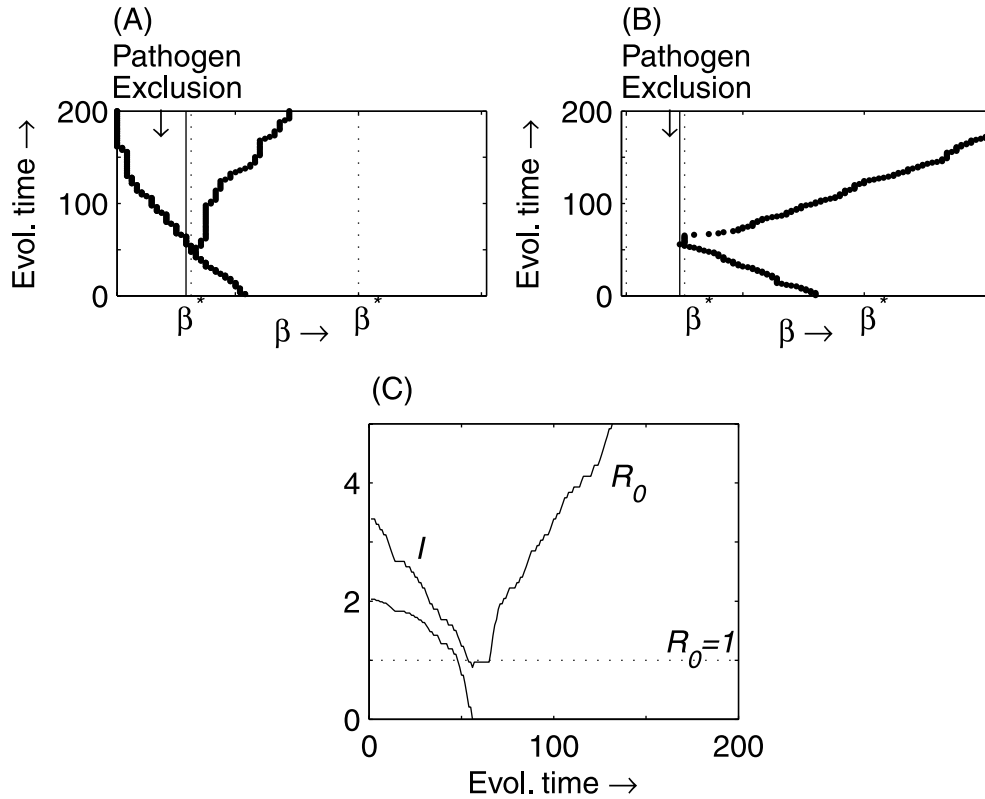 (A)
Pathogen
Exclusion
200
100
0
Evol. time →
β*
β →
β*
(B)
Pathogen
Exclusion
200
100
0
Evol. time →
β*
β →
β*
(C)
4
2
0
I
R0
R0=1
0
100
200
Evol. time →